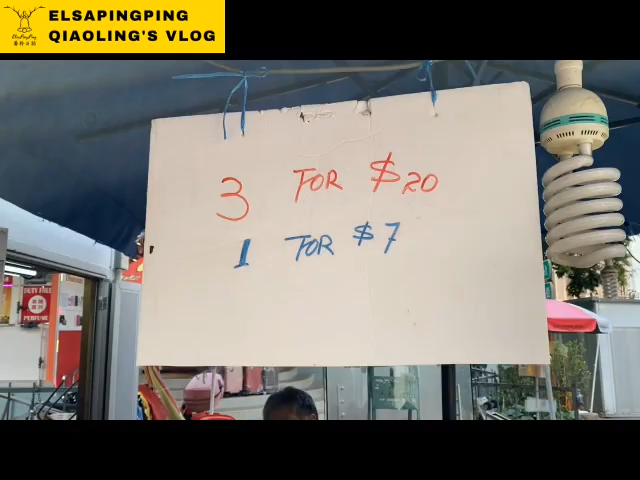 ELSAPINGPING
QIAOLING'S VLOG
3 FOR $20
1 FOR $7
DUTY FREE
PERFUME